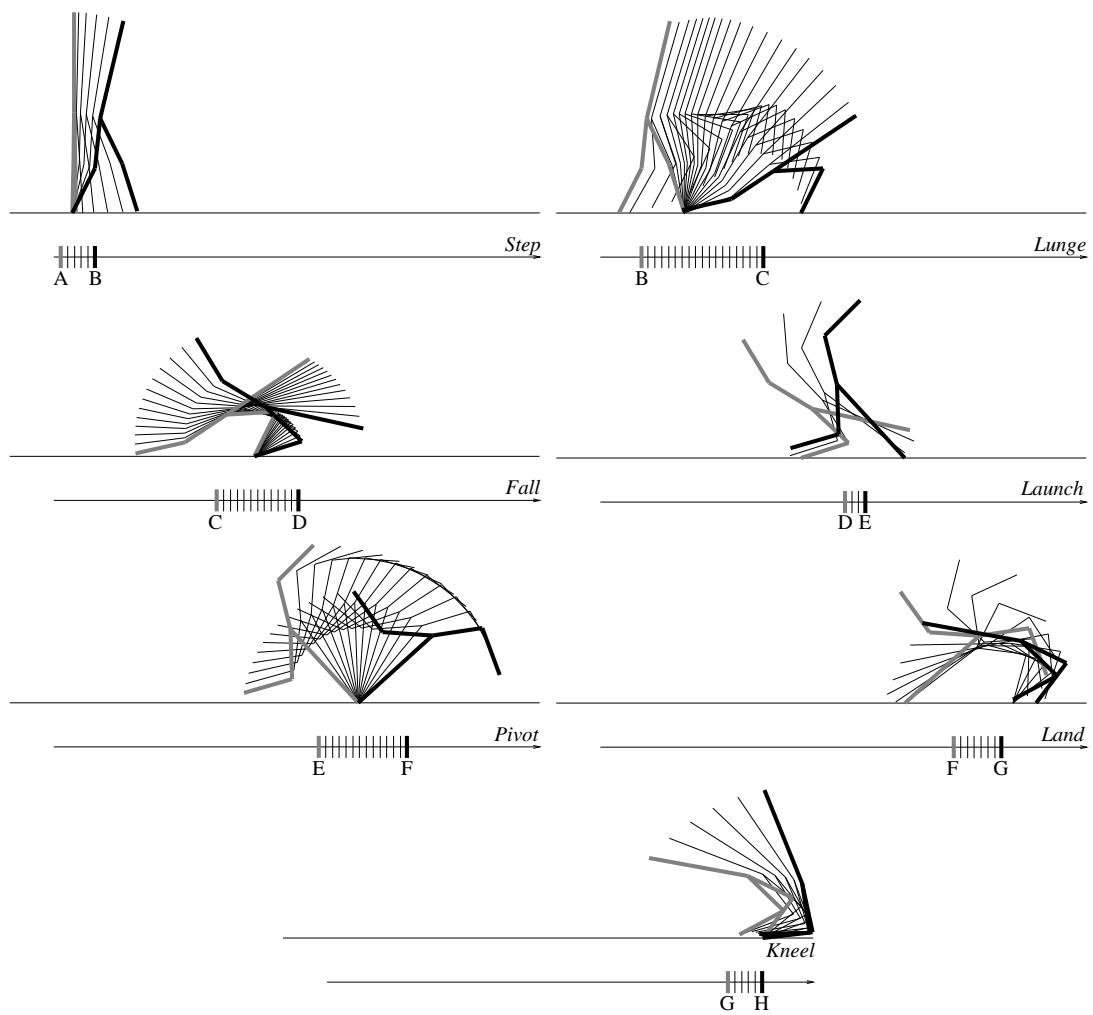 Step
A B
Lunge
B C
Fall
C D
Launch
D E
Pivot
E F
Land
F G
Kneel
G H